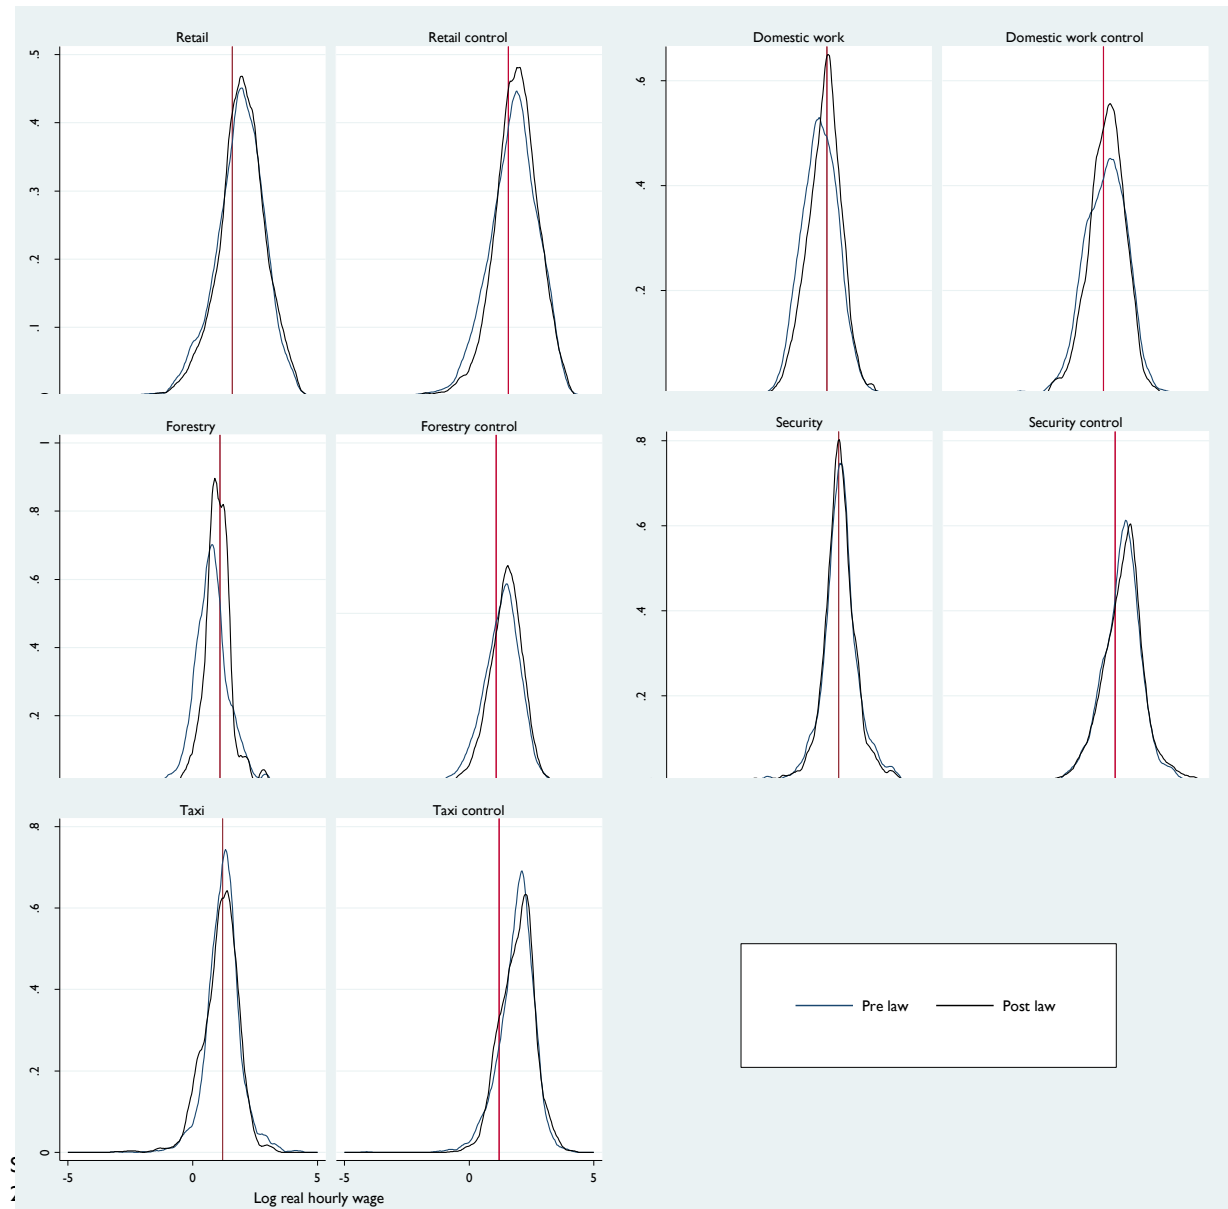 Retail
Retail control
Domestic work
Domestic work control
.5
.4
.3
.2
.1
.6
.4
.2
Forestry
Forestry control
Security
Security control
1
.8
.6
.4
.2
.8
.6
.4
.2
Taxi
Taxi control
.8
.6
.4
.2
0
-5 0 5
-5 0 5
Log real hourly wage
Pre law Post law